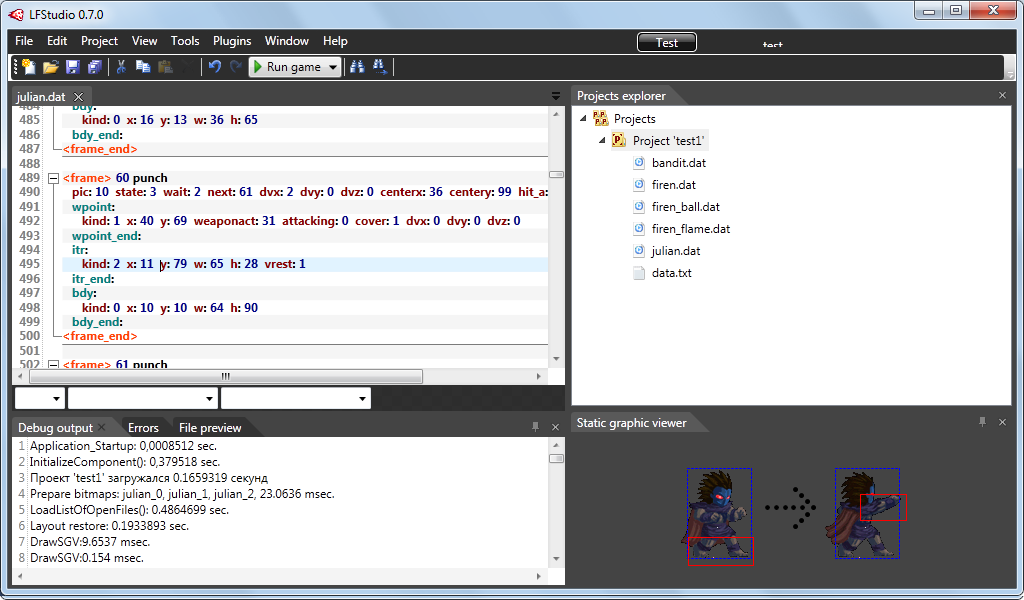 LFStudio 0.7.0
File Edit Project View Tools Plugins Window Help
Test
test
Run game
julian.dat
484 bdy:
485 kind: 0 x: 16 y: 13 w: 36 h: 65
486 bdy_end:
487 <frame_end>
488
489 <frame> 60 punch
490 pic: 10 state: 3 wait: 2 next: 61 dvx: 2 dvy: 0 dvz: 0 centerx: 36 centery: 99 hit_a:
491 wpoint:
492 kind: 1 x: 40 y: 69 weaponact: 31 attacking: 0 cover: 1 dvx: 0 dvy: 0 dvz: 0
493 wpoint_end:
494 itr:
495 kind: 2 x: 11 y: 79 w: 65 h: 28 vrest: 1
496 itr_end:
497 bdy:
498 kind: 0 x: 10 y: 10 w: 64 h: 90
499 bdy_end:
500 <frame_end>
501
502 <frame> 61 punch
Projects explorer
Projects
Project 'test1'
bandit.dat
firen.dat
firen_ball.dat
firen_flame.dat
julian.dat
data.txt
Debug output Errors File preview
1 Application_Startup: 0,0008512 sec.
2 InitializeComponent(): 0,379518 sec.
3 Проект 'test1' загружался 0.1659319 секунд
4 Prepare bitmaps: julian_0, julian_1, julian_2, 23.0636 msec.
5 LoadListOfOpenFiles(): 0.4864699 sec.
6 Layout restore: 0.1933893 sec.
7 DrawSGV:9.6537 msec.
8 DrawSGV:0.154 msec.
Static graphic viewer